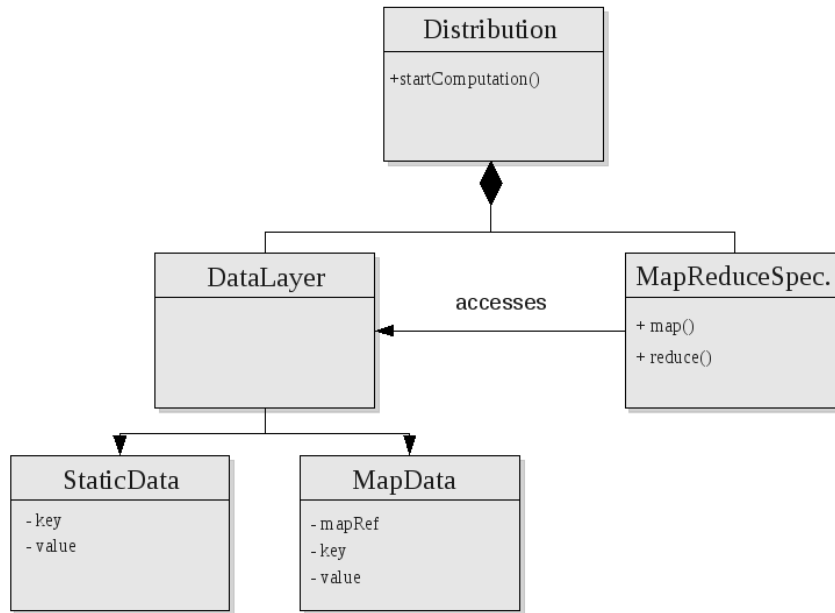 Distribution
+startComputation()
DataLayer
MapReduceSpec.
+ map()
+ reduce()
accesses
StaticData
- key
- value
MapData
- mapRef
- key
- value